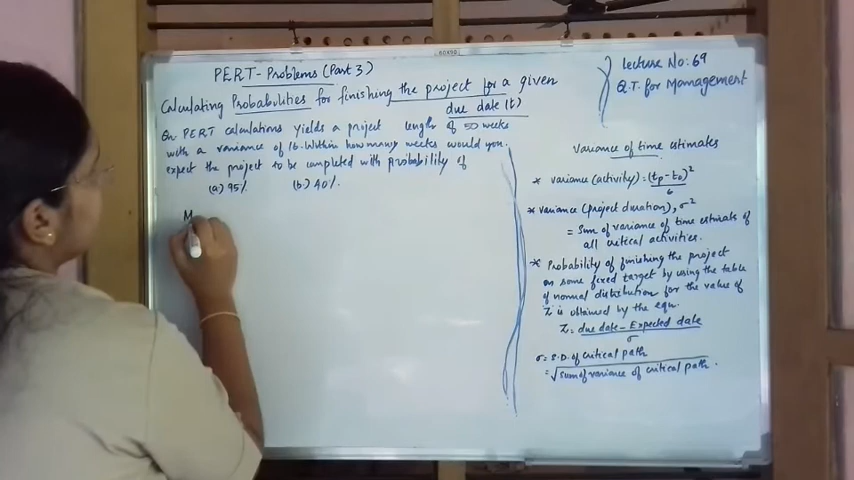 PERT-Problems (Part 3)
Calculating Probabilities for finishing the project for a given
due date (t)
On PERT calculations yields a project length of 50 weeks
with a variance of 16. Within how many weeks would you
expect the project to be completed with probability of
(a) 95%. (b) 40%.
M
Lecture No: 69
Q.T. for Management
variance of time estimates
* variance (activity) = (tp - to / 6)²
* variance (project duration), σ²
= Sum of variance of time estimates of
all critical activities.
* Probability of finishing the project
on some fixed target by using the table
of normal distribution for the value of
Z is obtained by the equ.
Z = due date - Expected date / σ
σ = S.D. of critical path
= √sum of variance of critical path.